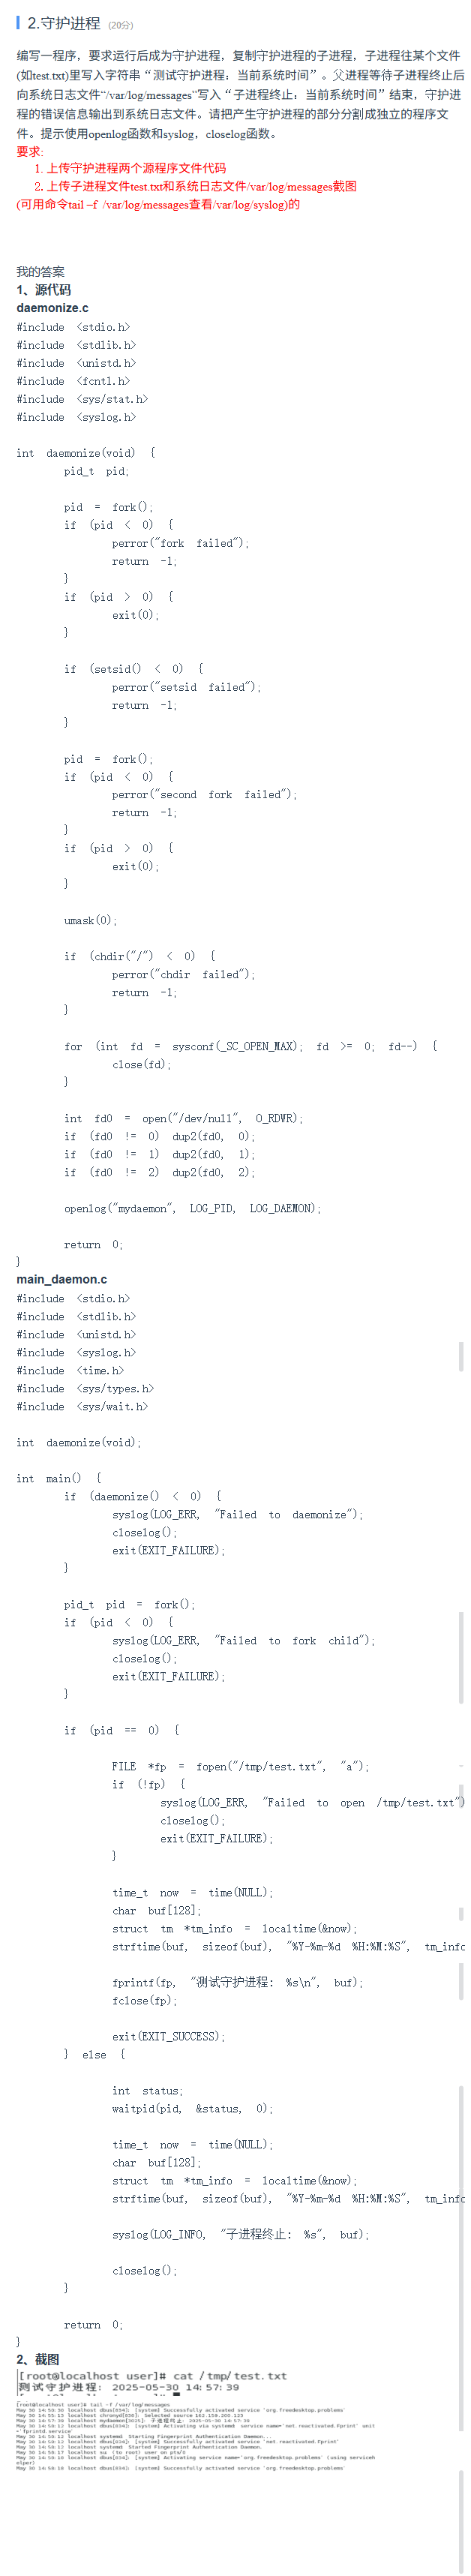 2.守护进程 (20分)
编写一程序，要求运行后成为守护进程，复制守护进程的子进程，子进程往某个文件
(如test.txt)里写入字符串“测试守护进程：当前系统时间”。父进程等待子进程终止后
向系统日志文件“/var/log/messages”写入“子进程终止：当前系统时间”结束，守护进
程的错误信息输出到系统日志文件。请把产生守护进程的部分分割成独立的程序文
件。提示使用openlog函数和syslog，closelog函数。
要求:
1. 上传守护进程两个源程序文件代码
2. 上传子进程文件test.txt和系统日志文件/var/log/messages截图
(可用命令tail –f /var/log/messages查看/var/log/syslog)的
我的答案
1、源代码
daemonize.c
#include <stdio.h>
#include <stdlib.h>
#include <unistd.h>
#include <fcntl.h>
#include <sys/stat.h>
#include <syslog.h>
int daemonize(void) {
pid_t pid;
pid = fork();
if (pid < 0) {
perror("fork failed");
return -1;
}
if (pid > 0) {
exit(0);
}
if (setsid() < 0) {
perror("setsid failed");
return -1;
}
pid = fork();
if (pid < 0) {
perror("second fork failed");
return -1;
}
if (pid > 0) {
exit(0);
}
umask(0);
if (chdir("/") < 0) {
perror("chdir failed");
return -1;
}
for (int fd = sysconf(_SC_OPEN_MAX); fd >= 0; fd--) {
close(fd);
}
int fd0 = open("/dev/null", O_RDWR);
if (fd0 != 0) dup2(fd0, 0);
if (fd0 != 1) dup2(fd0, 1);
if (fd0 != 2) dup2(fd0, 2);
openlog("mydaemon", LOG_PID, LOG_DAEMON);
return 0;
}
main_daemon.c
#include <stdio.h>
#include <stdlib.h>
#include <unistd.h>
#include <syslog.h>
#include <time.h>
#include <sys/types.h>
#include <sys/wait.h>
int daemonize(void);
int main() {
if (daemonize() < 0) {
syslog(LOG_ERR, "Failed to daemonize");
closelog();
exit(EXIT_FAILURE);
}
pid_t pid = fork();
if (pid < 0) {
syslog(LOG_ERR, "Failed to fork child");
closelog();
exit(EXIT_FAILURE);
}
if (pid == 0) {
FILE *fp = fopen("/tmp/test.txt", "a");
if (!fp) {
syslog(LOG_ERR, "Failed to open /tmp/test.txt")
closelog();
exit(EXIT_FAILURE);
}
time_t now = time(NULL);
char buf[128];
struct tm *tm_info = localtime(&now);
strftime(buf, sizeof(buf), "%Y-%m-%d %H:%M:%S", tm_info
fprintf(fp, "测试守护进程: %s\n", buf);
fclose(fp);
exit(EXIT_SUCCESS);
} else {
int status;
waitpid(pid, &status, 0);
time_t now = time(NULL);
char buf[128];
struct tm *tm_info = localtime(&now);
strftime(buf, sizeof(buf), "%Y-%m-%d %H:%M:%S", tm_info
syslog(LOG_INFO, "子进程终止: %s", buf);
closelog();
}
return 0;
}
2、截图
[root@localhost user]# cat /tmp/test.txt
测试守护进程: 2025-05-30 14:57:39
[root@localhost user]# tail -f /var/log/messages